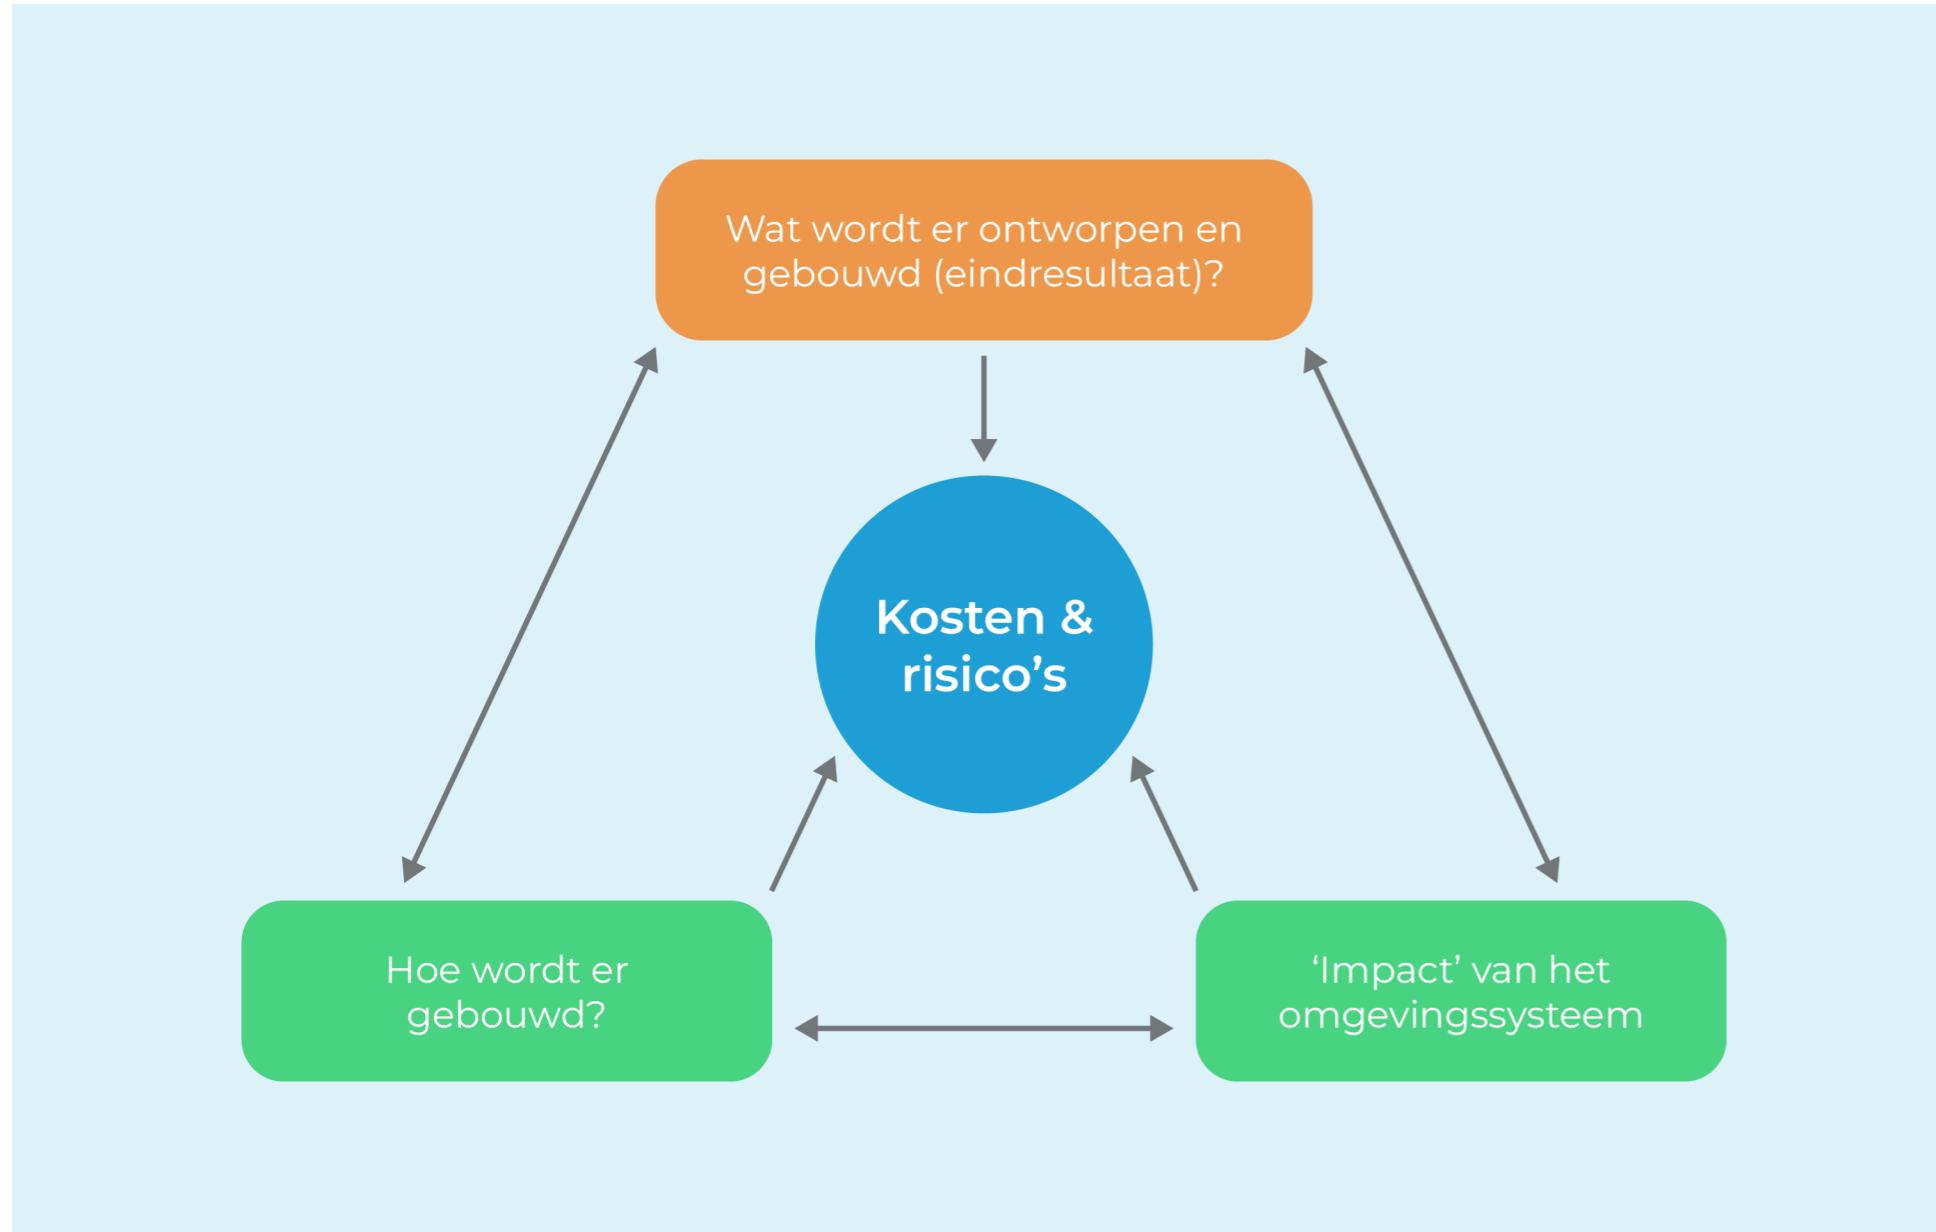 Wat wordt er ontworpen en
gebouwd (eindresultaat)?
Kosten &
risico’s
Hoe wordt er
gebouwd?
‘Impact’ van het
omgevingssysteem